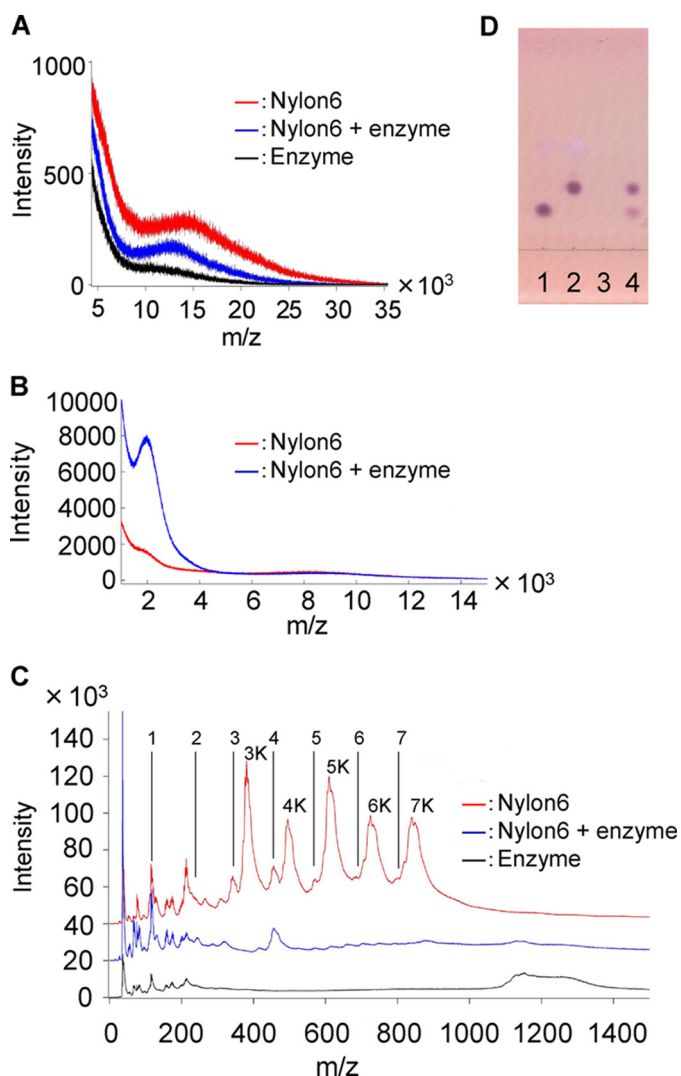 A
Intensity
1000
500
0
—: Nylon6
—: Nylon6 + enzyme
—: Enzyme
5 10 15 20 25 30 35
× 10³
m/z
D
1 2 3 4
B
Intensity
10000
8000
6000
4000
2000
0
—: Nylon6
—: Nylon6 + enzyme
2 4 6 8 10 12 14
× 10³
m/z
C
× 10³
Intensity
140
120
100
80
60
40
20
0
1 2 3 4 5 6 7
3K 4K 5K 6K 7K
—: Nylon6
—: Nylon6 + enzyme
—: Enzyme
0 200 400 600 800 1000 1200 1400
m/z